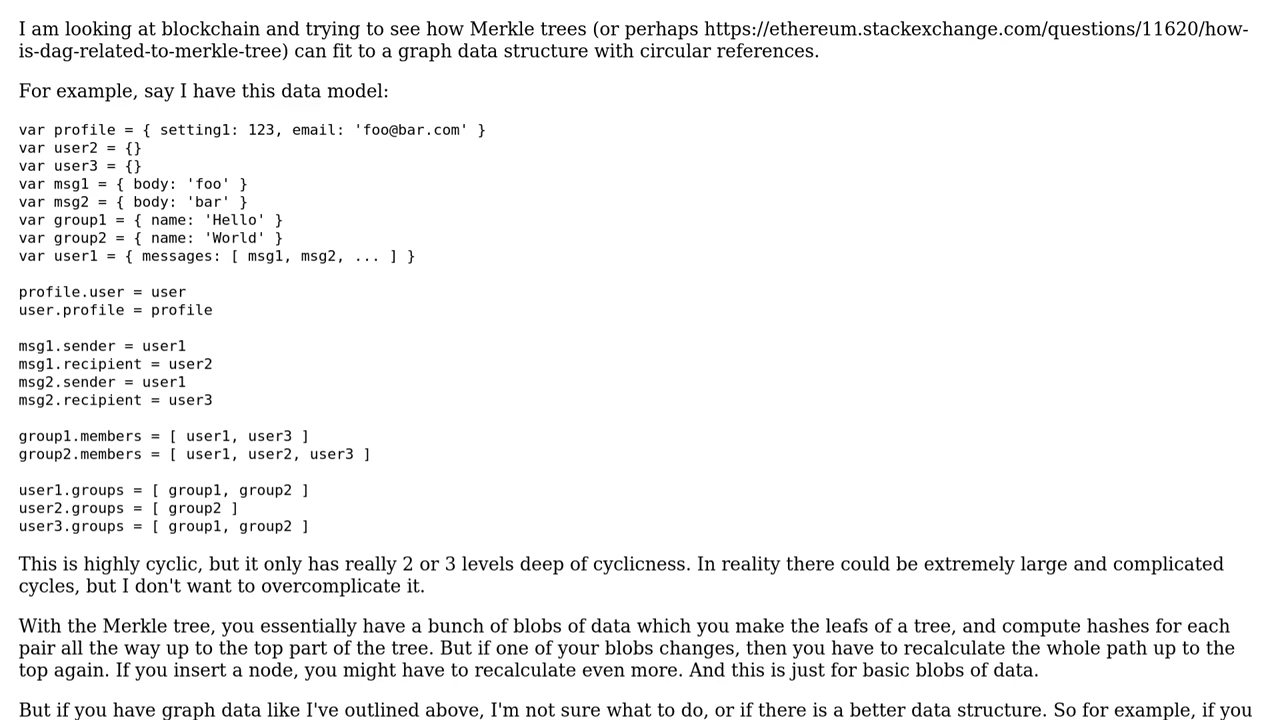 I am looking at blockchain and trying to see how Merkle trees (or perhaps https://ethereum.stackexchange.com/questions/11620/how-
is-dag-related-to-merkle-tree) can fit to a graph data structure with circular references.
For example, say I have this data model:
var profile = { setting1: 123, email: 'foo@bar.com' }
var user2 = {}
var user3 = {}
var msg1 = { body: 'foo' }
var msg2 = { body: 'bar' }
var group1 = { name: 'Hello' }
var group2 = { name: 'World' }
var user1 = { messages: [ msg1, msg2, ... ] }
profile.user = user
user.profile = profile
msg1.sender = user1
msg1.recipient = user2
msg2.sender = user1
msg2.recipient = user3
group1.members = [ user1, user3 ]
group2.members = [ user1, user2, user3 ]
user1.groups = [ group1, group2 ]
user2.groups = [ group2 ]
user3.groups = [ group1, group2 ]
This is highly cyclic, but it only has really 2 or 3 levels deep of cyclicness. In reality there could be extremely large and complicated
cycles, but I don't want to overcomplicate it.
With the Merkle tree, you essentially have a bunch of blobs of data which you make the leafs of a tree, and compute hashes for each
pair all the way up to the top part of the tree. But if one of your blobs changes, then you have to recalculate the whole path up to the
top again. If you insert a node, you might have to recalculate even more. And this is just for basic blobs of data.
But if you have graph data like I've outlined above, I'm not sure what to do, or if there is a better data structure. So for example, if you